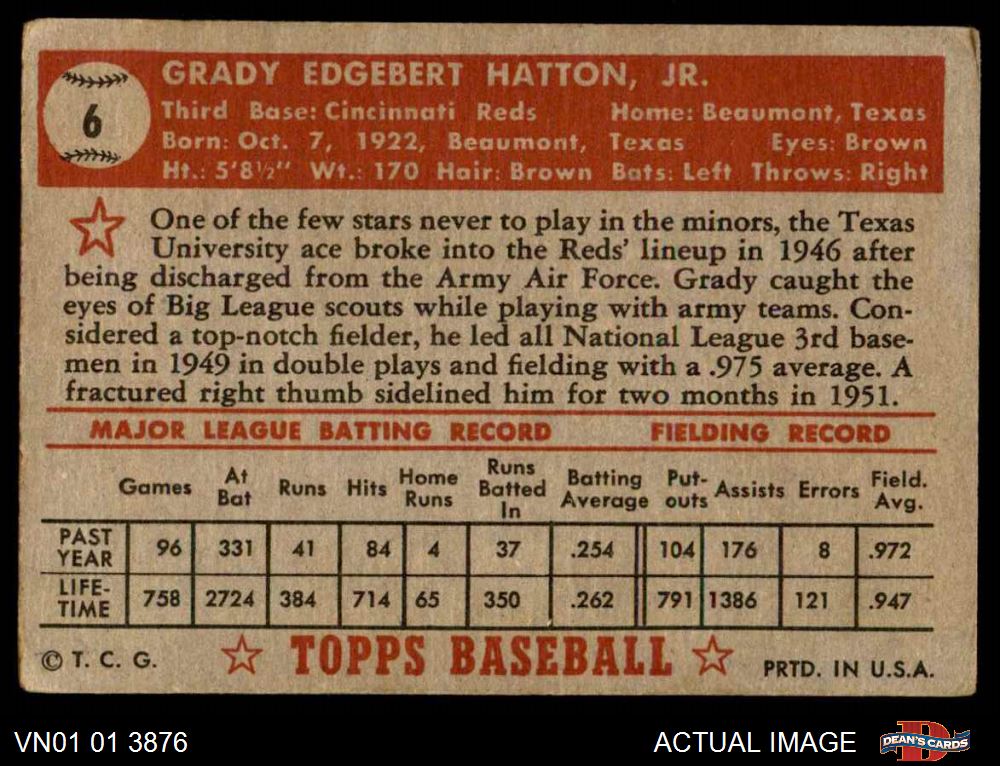 6
GRADY EDGEBERT HATTON, JR.
Third Base: Cincinnati Reds Home: Beaumont, Texas
Born: Oct. 7, 1922, Beaumont, Texas Eyes: Brown
Ht.: 5'8½" Wt.: 170 Hair: Brown Bats: Left Throws: Right
One of the few stars never to play in the minors, the Texas
University ace broke into the Reds' lineup in 1946 after
being discharged from the Army Air Force. Grady caught the
eyes of Big League scouts while playing with army teams. Con-
sidered a top-notch fielder, he led all National League 3rd base-
men in 1949 in double plays and fielding with a .975 average. A
fractured right thumb sidelined him for two months in 1951.
MAJOR LEAGUE BATTING RECORD FIELDING RECORD
Games At Bat Runs Hits Home Runs Runs Batted In Batting Average Put-outs Assists Errors Field. Avg.
PAST YEAR 96 331 41 84 4 37 .254 104 176 8 .972
LIFE-TIME 758 2724 384 714 65 350 .262 791 1386 121 .947
© T. C. G. TOPPS BASEBALL PRTD. IN U.S.A.
VN01 01 3876 ACTUAL IMAGE DEAN'S CARDS